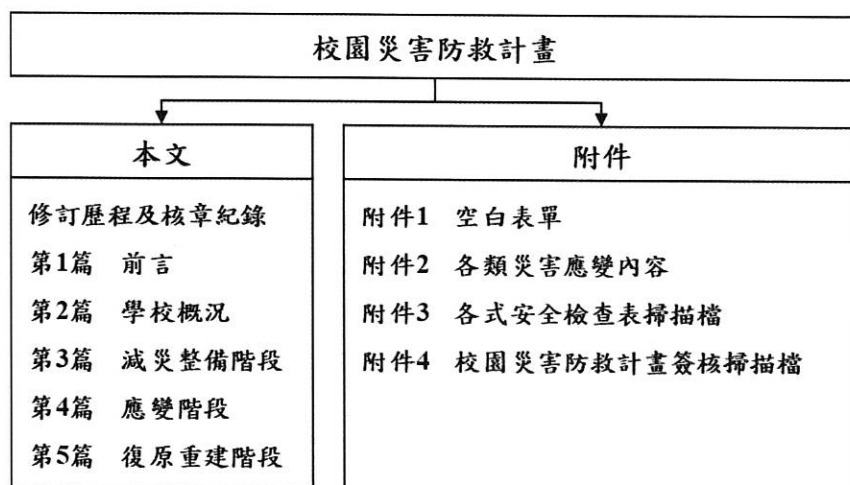 校園災害防救計畫
本文
修訂歷程及核章紀錄
第1篇 前言
第2篇 學校概況
第3篇 減災整備階段
第4篇 應變階段
第5篇 復原重建階段
附件
附件1 空白表單
附件2 各類災害應變內容
附件3 各式安全檢查表掃描檔
附件4 校園災害防救計畫簽核掃描檔